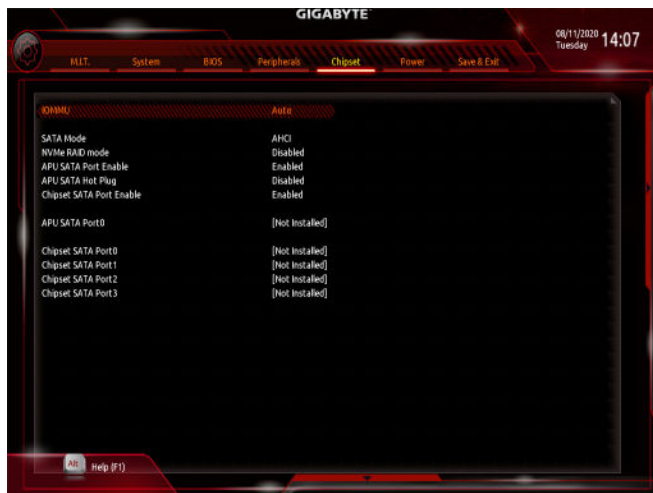 GIGABYTE
08/11/2020 14:07
Tuesday
M.I.T. System BIOS Peripherals Chipset Power Save & Exit
IOMMU Auto
SATA Mode AHCI
NVMe RAID mode Disabled
APU SATA Port Enable Enabled
APU SATA Hot Plug Disabled
Chipset SATA Port Enable Enabled
APU SATA Port0 [Not Installed]
Chipset SATA Port0 [Not Installed]
Chipset SATA Port1 [Not Installed]
Chipset SATA Port2 [Not Installed]
Chipset SATA Port3 [Not Installed]
Alt Help (F1)